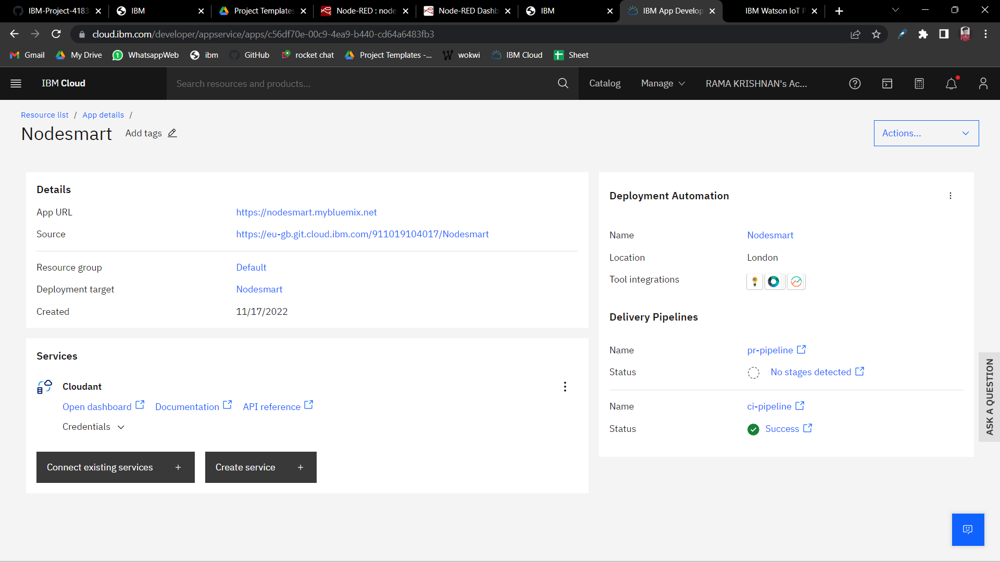 IBM-Project-4183
IBM
Project Templates
Node-RED : node
Node-RED Dashb
IBM
IBM App Develop
IBM Watson IoT P
cloud.ibm.com/developer/appservice/apps/c56df70e-00c9-4ea9-b440-cd64a6483fb3
Gmail
My Drive
WhatsappWeb
ibm
GitHub
rocket chat
Project Templates -...
wokwi
IBM Cloud
Sheet
IBM Cloud
Search resources and products...
Catalog
Manage
RAMA KRISHNAN's Ac...
Resource list / App details /
Nodesmart
Add tags
Actions...
Details
App URL
https://nodesmart.mybluemix.net
Source
https://eu-gb.git.cloud.ibm.com/911019104017/Nodesmart
Resource group
Default
Deployment target
Nodesmart
Created
11/17/2022
Services
Cloudant
Open dashboard
Documentation
API reference
Credentials
Connect existing services +
Create service +
Deployment Automation
Name
Nodesmart
Location
London
Tool integrations
Delivery Pipelines
Name
pr-pipeline
Status
No stages detected
Name
ci-pipeline
Status
Success
ASK A QUESTION